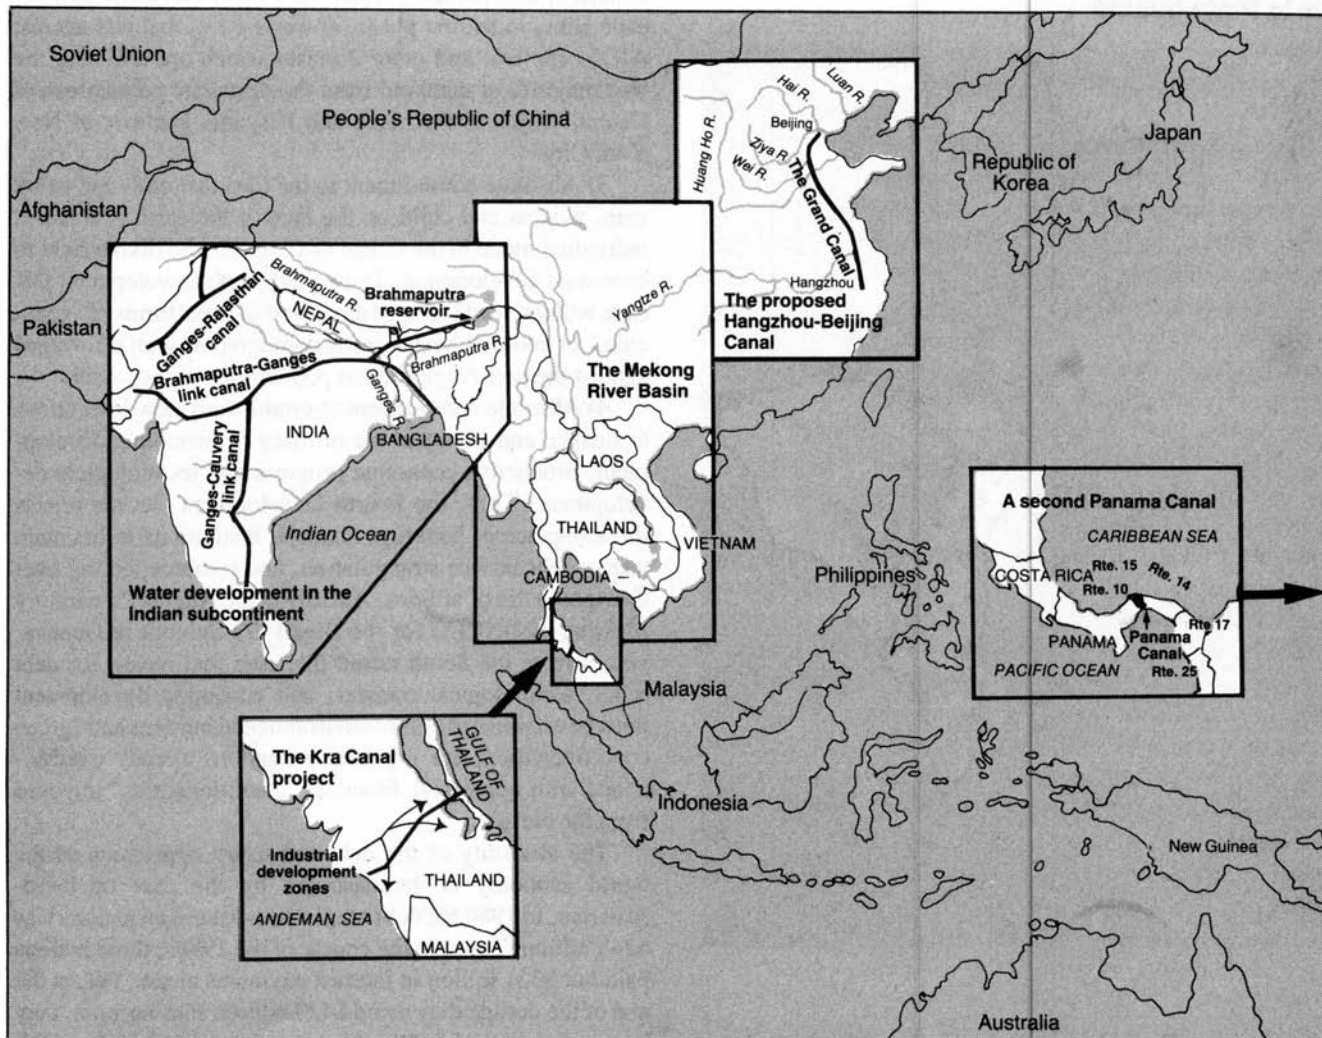 Soviet Union
People's Republic of China
Afghanistan
Pakistan
Japan
Republic of
Korea
Hai R.
Luan R.
Beijing
Huang Ho R.
Ziya R.
Wei R.
The Grand Canal
Hangzhou
The proposed
Hangzhou-Beijing
Canal
Ganges-Rajasthan
canal
Brahmaputra R.
NEPAL
Brahmaputra
reservoir
Brahmaputra-Ganges
link canal
Brahmaputra R.
Ganges R.
INDIA
BANGLADESH
Ganges-Cauvery
link canal
Indian Ocean
Water development in the
Indian subcontinent
Yangtze R.
The Mekong
River Basin
LAOS
THAILAND
VIETNAM
CAMBODIA
Philippines
A second Panama Canal
CARIBBEAN SEA
COSTA RICA
Rte. 15
Rte. 14
Rte. 10
PANAMA
Panama
Canal
Rte 17
PACIFIC OCEAN
Rte. 25
Malaysia
Indonesia
New Guinea
Australia
The Kra Canal
project
GULF OF
THAILAND
Industrial
development
zones
THAILAND
ANDEMAN SEA
MALAYSIA